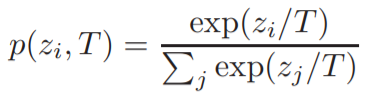 p(z_i, T) = \frac{\exp(z_i/T)}{\sum_j \exp(z_j/T)}